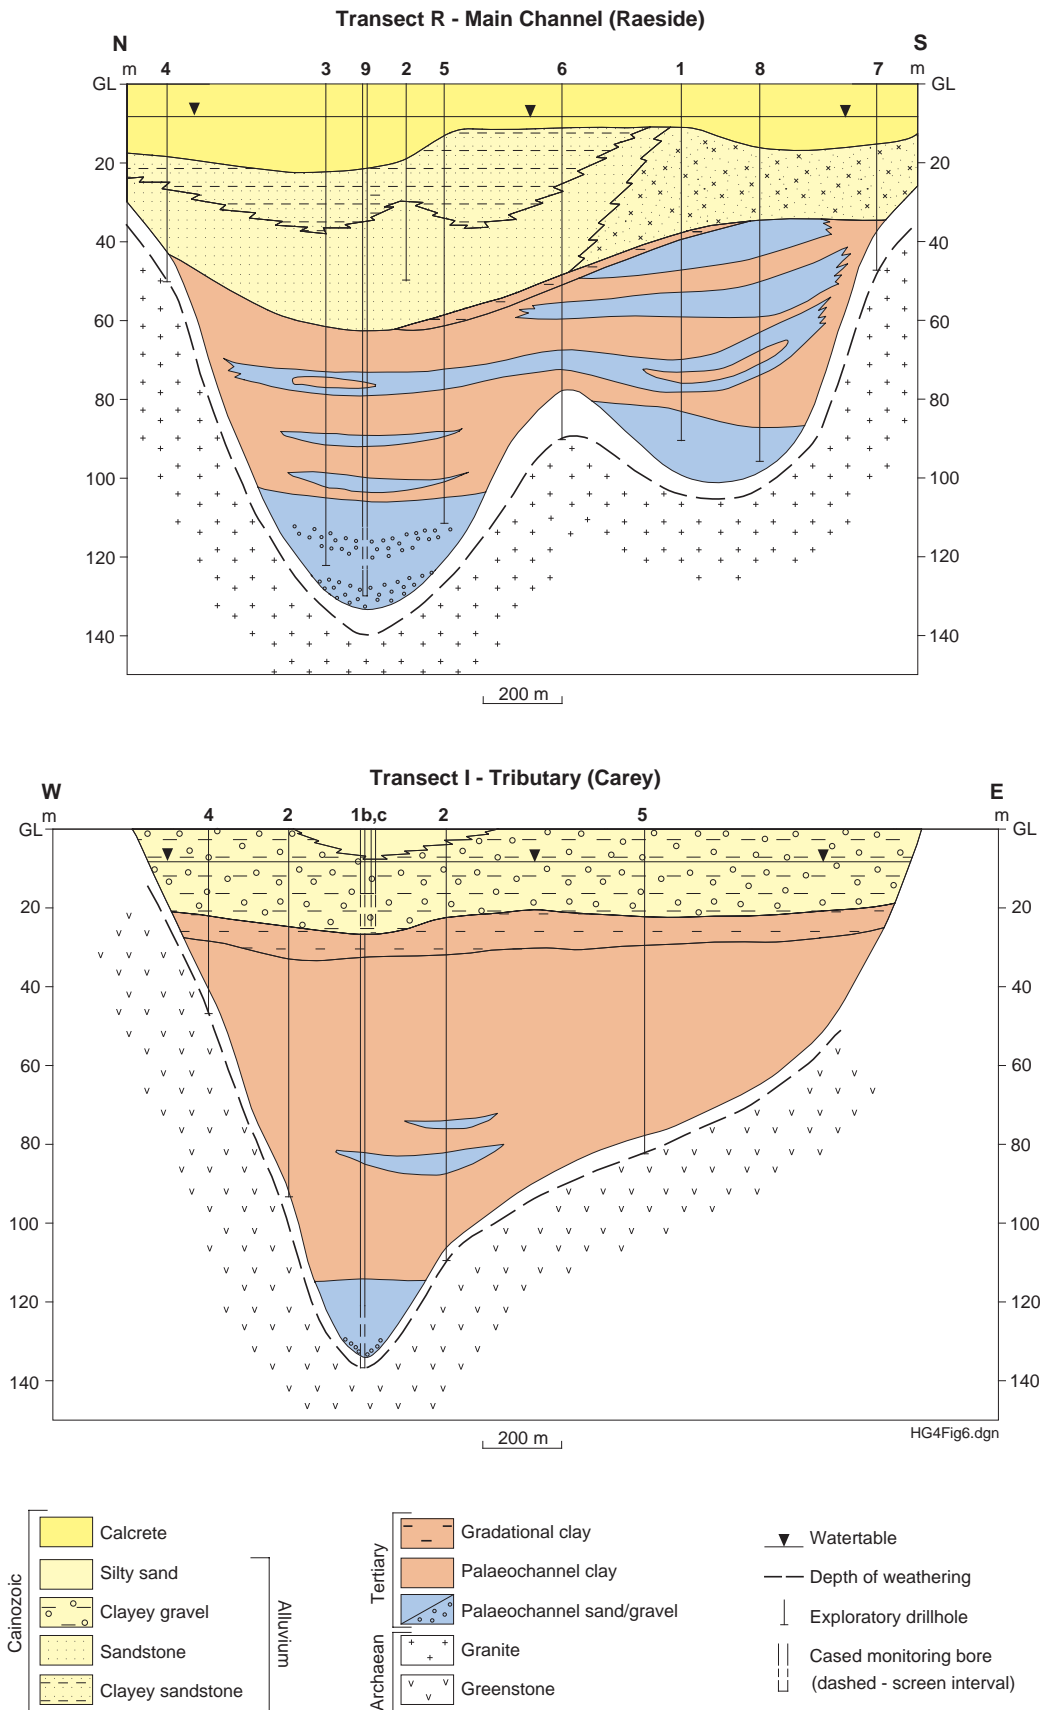 Transect R - Main Channel (Raeside)
N S
m 4 3 9 2 5 6 1 8 7 m
GL GL
20 20
40 40
60 60
80 80
100 100
120 120
140 140
200 m
Transect I - Tributary (Carey)
W E
m 4 2 1b,c 2 5 m
GL GL
20 20
40 40
60 60
80 80
100 100
120 120
140 140
HG4Fig6.dgn
200 m
Cainozoic
Calcrete
Silty sand
Clayey gravel
Sandstone
Clayey sandstone
Alluvium
Tertiary
Gradational clay
Palaeochannel clay
Palaeochannel sand/gravel
Archaean
Granite
Greenstone
Watertable
Depth of weathering
Exploratory drillhole
Cased monitoring bore
(dashed - screen interval)